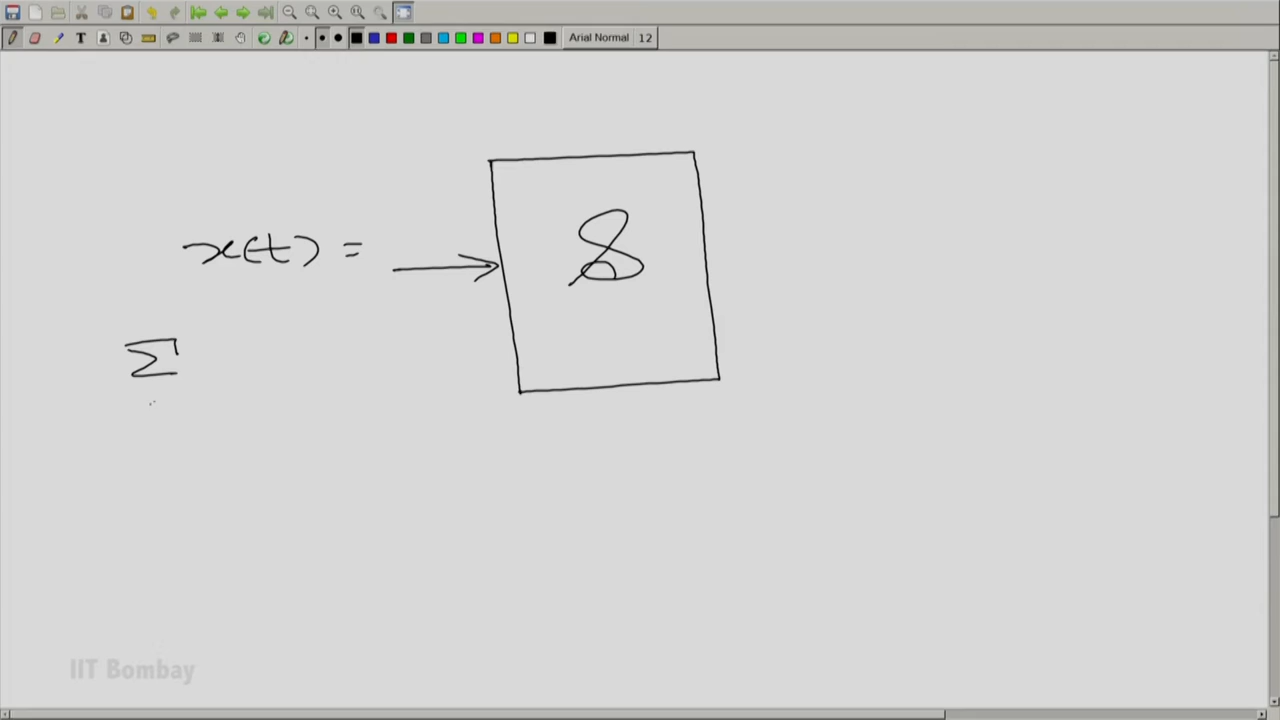 Arial Normal 12
x(t) =
S
Σ
IIT Bombay